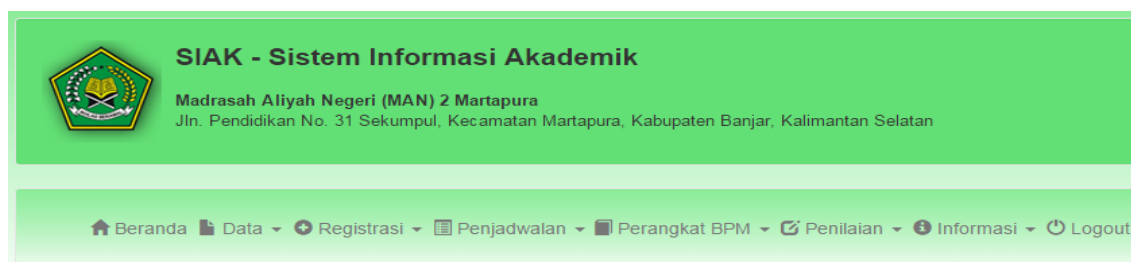 SIAK - Sistem Informasi Akademik
Madrasah Aliyah Negeri (MAN) 2 Martapura
Jln. Pendidikan No. 31 Sekumpul, Kecamatan Martapura, Kabupaten Banjar, Kalimantan Selatan
Beranda Data Registrasi Penjadwalan Perangkat BPM Penilaian Informasi Logout